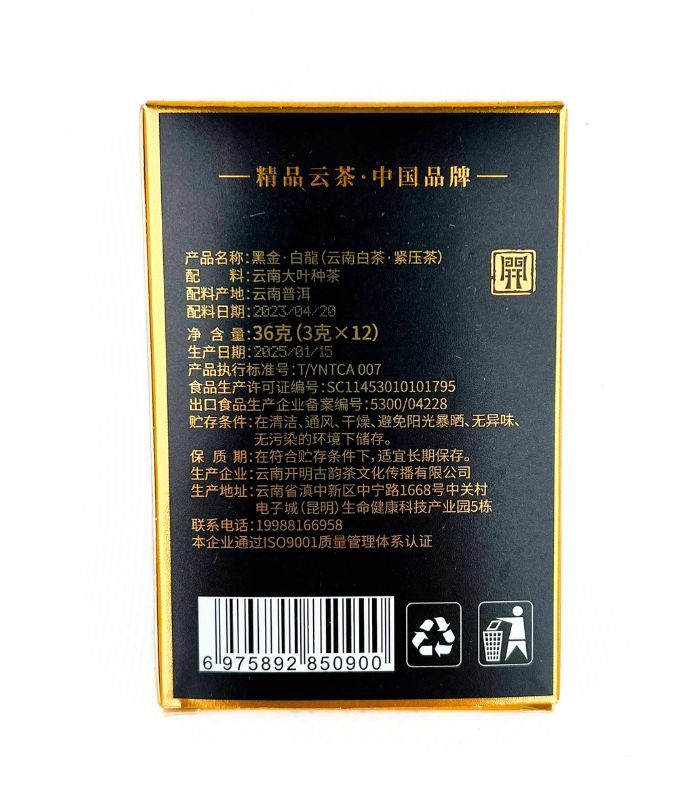 精品云茶·中国品牌
产品名称:黑金·白龍(云南白茶·紧压茶)
開
配 料:云南大叶种茶
配料产地:云南普洱
配料日期:2023/04/20
净含量:36克(3克×12)
生产日期:2025/01/15
产品执行标准号:T/YNTCA 007
食品生产许可证编号:SC11453010101795
出口食品生产企业备案编号:5300/04228
贮存条件:在清洁、通风、干燥、避免阳光暴晒、无异味、
无污染的环境下储存。
保质期:在符合贮存条件下,适宜长期保存。
生产企业:云南开明古韵茶文化传播有限公司
生产地址:云南省滇中新区中宁路1668号中关村
电子城(昆明)生命健康科技产业园5栋
联系电话:19988166958
本企业通过ISO9001质量管理体系认证
6 975892 850900